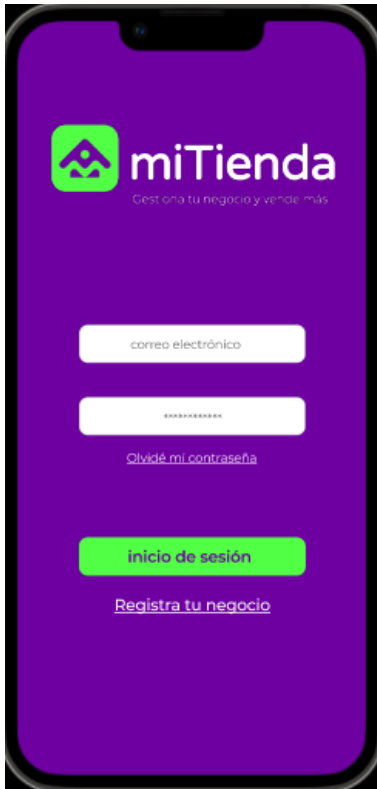 miTienda
Gestiona tu negocio y vende más
correo electrónico
************
Olvidé mi contraseña
inicio de sesión
Registra tu negocio